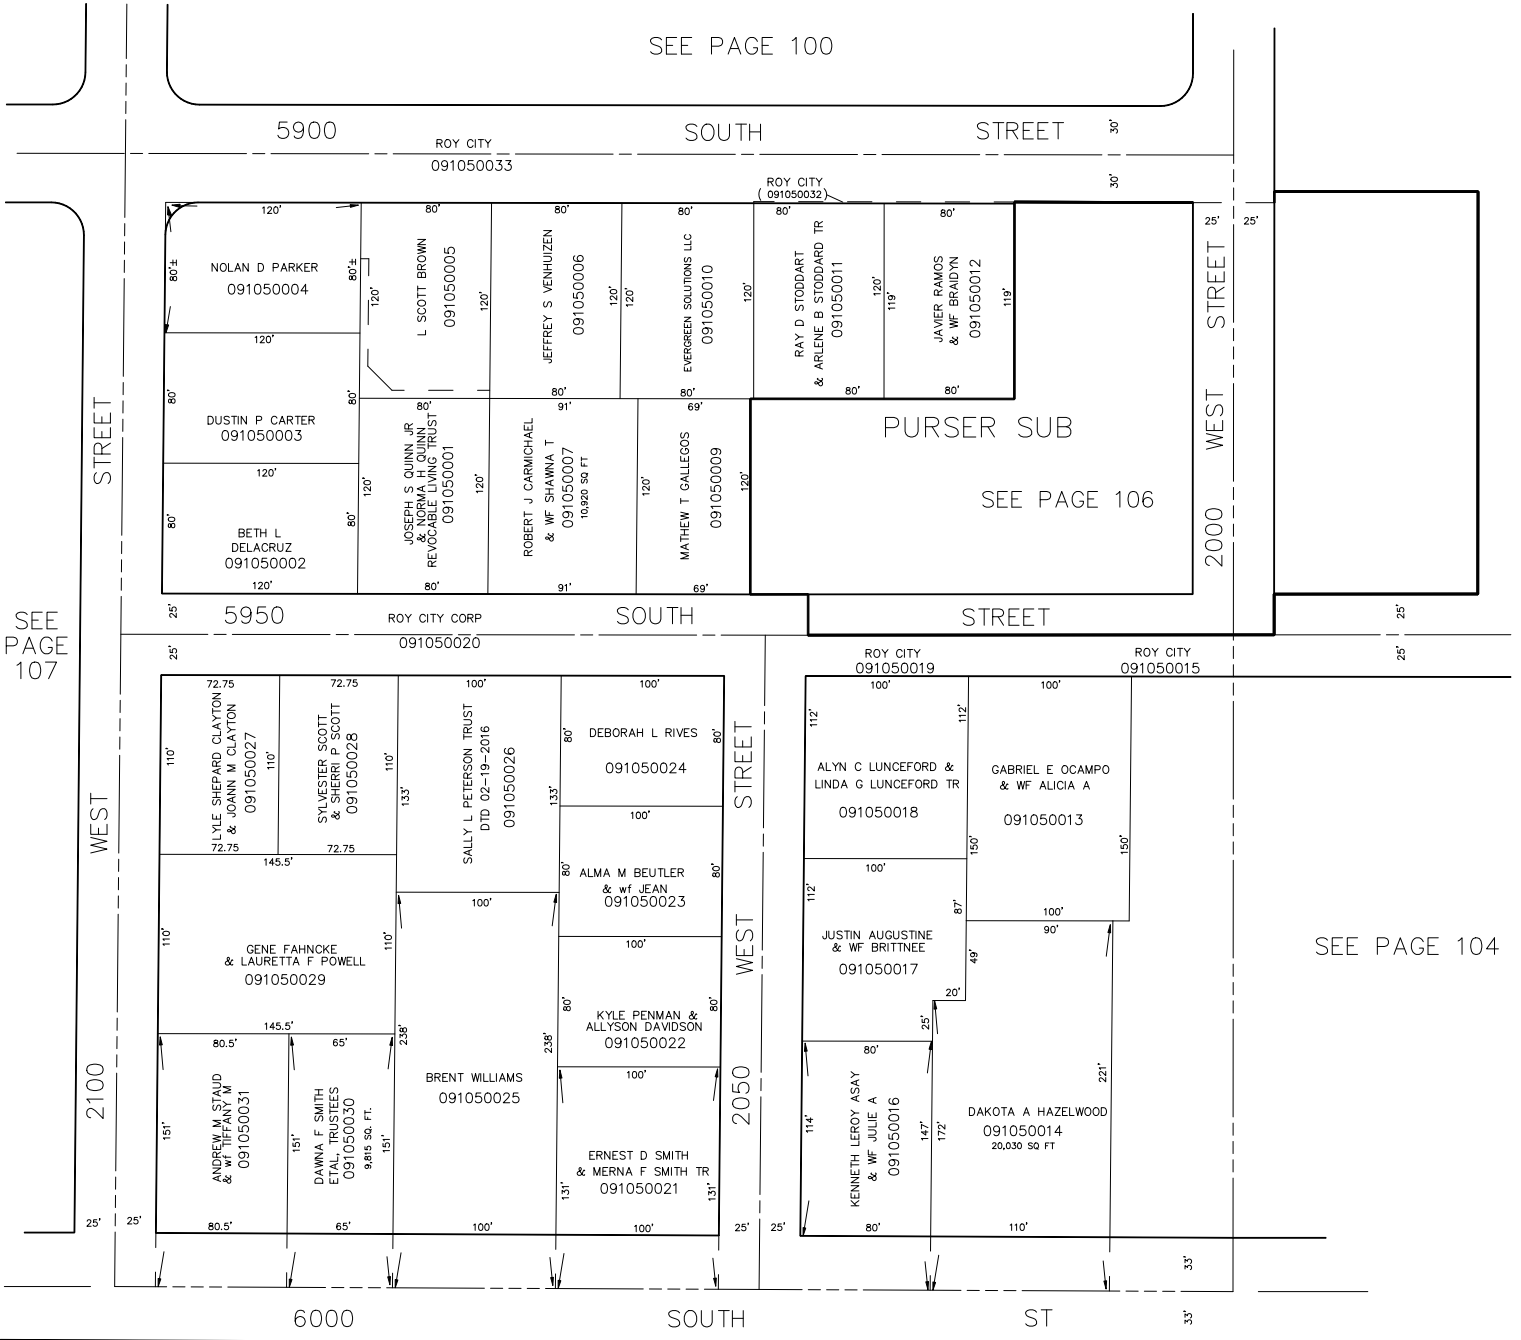 SEE PAGE 100
5900 SOUTH STREET
30'
ROY CITY
091050033
30'
ROY CITY
(091050032)
120'
80'
80'
80'
80'
80'
25'
25'
80'±
NOLAN D PARKER
091050004
80'±
120'
L SCOTT BROWN
091050005
120'
JEFFREY S VENHUIZEN
091050006
120'
120'
EVERGREEN SOLUTIONS LLC
091050010
120'
RAY D STODDART
& ARLENE B STODDARD TR
091050011
120'
119'
JAVIER RAMOS
& WF BRAIDYN
091050012
119'
120'
80'
80'
80'
80'
80'
DUSTIN P CARTER
091050003
80'
120'
80'
BETH L
DELACRUZ
091050002
80'
120'
80'
120'
JOSEPH S QUINN JR
& NORMA H QUINN
REVOCABLE LIVING TRUST
091050001
120'
80'
91'
ROBERT J CARMICHAEL
& WF SHAWNA T
091050007
10,920 SQ FT
91'
69'
120'
MATHEW T GALLEGOS
091050009
120'
69'
PURSER SUB
SEE PAGE 106
2000 WEST STREET
2100 WEST STREET
SEE
PAGE
107
25'
5950 SOUTH STREET
ROY CITY CORP
091050020
25'
25'
25'
ROY CITY
091050019
ROY CITY
091050015
72.75
72.75
100'
100'
100'
100'
110'
LYLE SHEPARD CLAYTON
& JOANN M CLAYTON
091050027
110'
72.75
SYLVESTER SCOTT
& SHERRI P SCOTT
091050028
110'
72.75
133'
SALLY L PETERSON TRUST
DTD 02-19-2016
091050026
133'
100'
80'
DEBORAH L RIVES
091050024
80'
100'
80'
ALMA M BEUTLER
& wf JEAN
091050023
80'
100'
80'
KYLE PENMAN &
ALLYSON DAVIDSON
091050022
80'
100'
131'
ERNEST D SMITH
& MERNA F SMITH TR
091050021
131'
100'
145.5'
110'
GENE FAHNCKE
& LAURETTA F POWELL
091050029
110'
145.5'
80.5'
65'
151'
ANDREW M STAUD
& wf TIFFANY M
091050031
151'
DAWNA F SMITH
ETAL, TRUSTEES
091050030
9,815 SQ. FT.
151'
238'
BRENT WILLIAMS
091050025
238'
25'
25'
80.5'
65'
100'
2050 WEST STREET
25'
25'
112'
ALYN C LUNCEFORD &
LINDA G LUNCEFORD TR
091050018
112'
100'
GABRIEL E OCAMPO
& WF ALICIA A
091050013
150'
150'
100'
90'
112'
JUSTIN AUGUSTINE
& WF BRITTNEE
091050017
87'
49'
20'
25'
80'
114'
KENNETH LEROY ASAY
& WF JULIE A
091050016
147'
172'
80'
DAKOTA A HAZELWOOD
091050014
20,030 SQ FT
221'
110'
SEE PAGE 104
33'
6000 SOUTH ST
33'